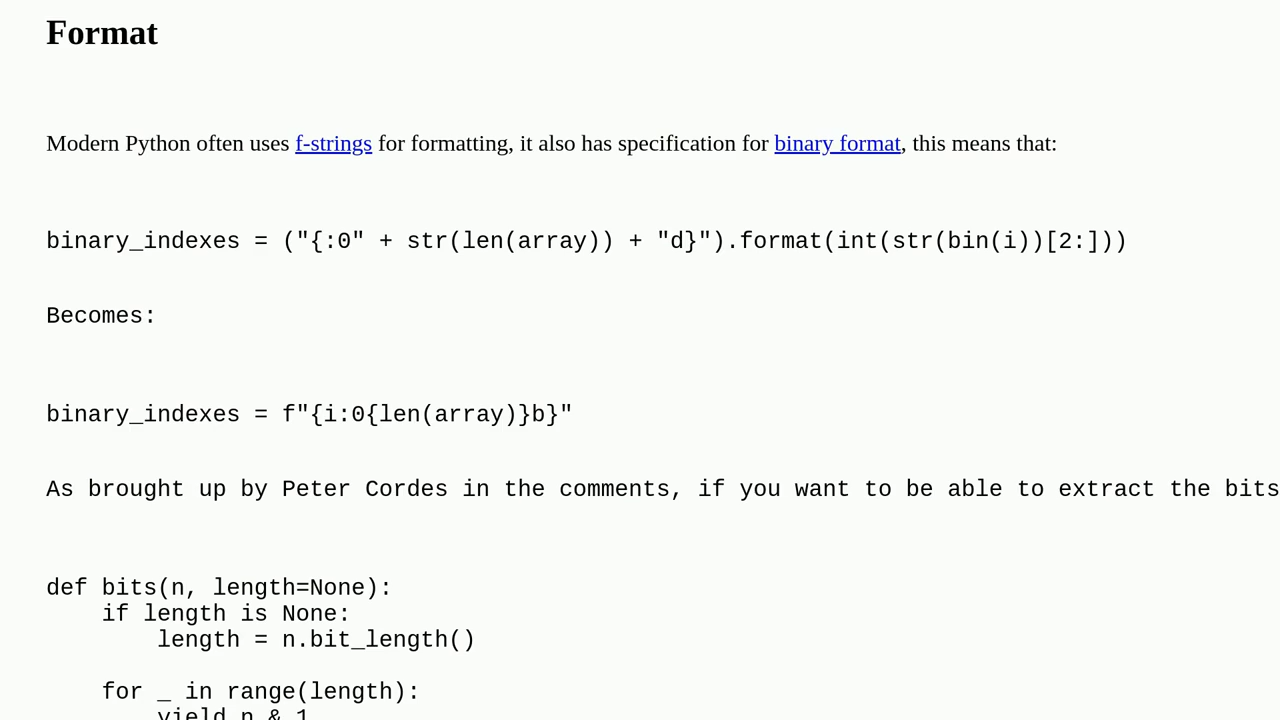 Format
Modern Python often uses f-strings for formatting, it also has specification for binary format, this means that:
binary_indexes = ("{:0" + str(len(array)) + "d}").format(int(str(bin(i))[2:]))
Becomes:
binary_indexes = f"{i:0{len(array)}b}"
As brought up by Peter Cordes in the comments, if you want to be able to extract the bits
def bits(n, length=None):
    if length is None:
        length = n.bit_length()
    for _ in range(length):
        yield n & 1